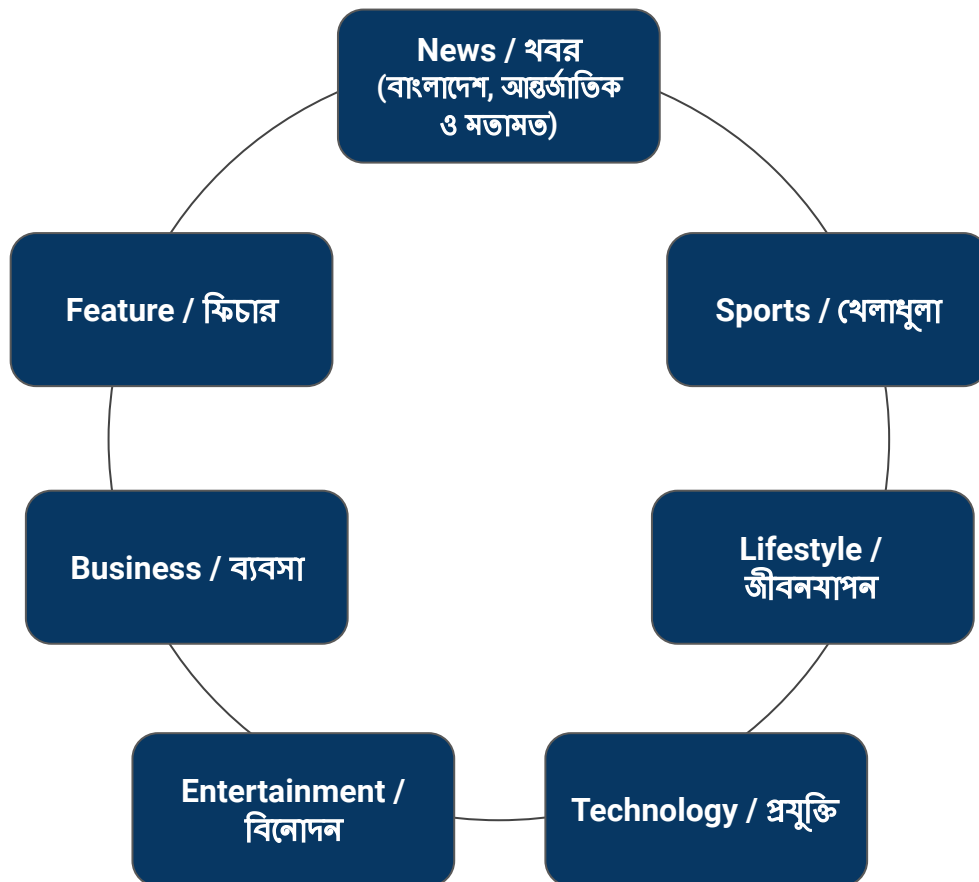 News / খবর
(বাংলাদেশ, আন্তর্জাতিক
ও মতামত)
Feature / ফিচার
Sports / খেলাধুলা
Business / ব্যবসা
Lifestyle /
জীবনযাপন
Entertainment /
বিনোদন
Technology / প্রযুক্তি